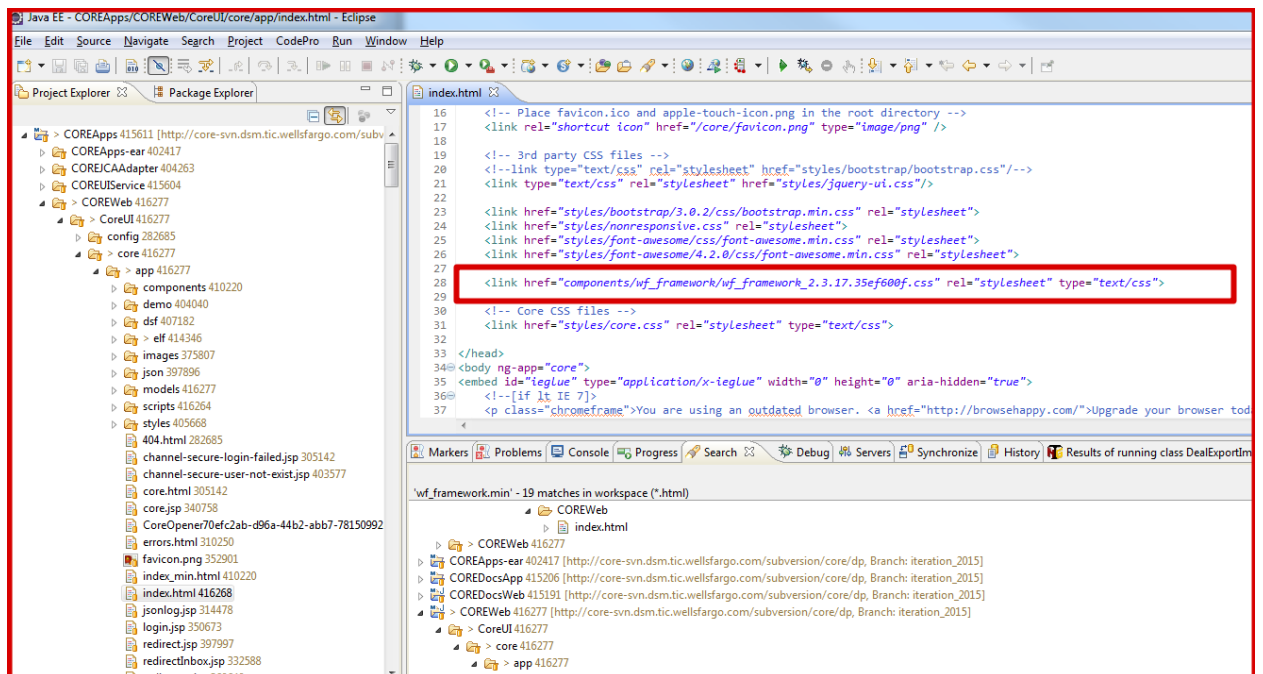 Java EE - COREApps/COREWeb/CoreUI/core/app/index.html - Eclipse
File Edit Source Navigate Search Project CodePro Run Window Help
Project Explorer Package Explorer
> COREApps 415611 [http://core-svn.dsm.tic.wellsfargo.com/subv
COREApps-ear 402417
COREJCAAdapter 404263
COREUIService 415604
> COREWeb 416277
> CoreUI 416277
config 282685
> core 416277
> app 416277
components 410220
demo 404040
dsf 407182
> elf 414346
images 375807
json 397896
models 416277
scripts 416264
styles 405668
404.html 282685
channel-secure-login-failed.jsp 305142
channel-secure-user-not-exist.jsp 403577
core.html 305142
core.jsp 340758
CoreOpener70efc2ab-d96a-44b2-abb7-78150992
errors.html 310250
favicon.png 352901
index_min.html 410220
index.html 416268
jsonlog.jsp 314478
login.jsp 350673
redirect.jsp 397997
redirectInbox.jsp 332588
index.html
16 <!-- Place favicon.ico and apple-touch-icon.png in the root directory -->
17 <link rel="shortcut icon" href="/core/favicon.png" type="image/png" />
18
19 <!-- 3rd party CSS files -->
20 <!--link type="text/css" rel="stylesheet" href="styles/bootstrap/bootstrap.css"/-->
21 <link type="text/css" rel="stylesheet" href="styles/jquery-ui.css"/>
22
23 <link href="styles/bootstrap/3.0.2/css/bootstrap.min.css" rel="stylesheet">
24 <link href="styles/nonresponsive.css" rel="stylesheet">
25 <link href="styles/font-awesome/css/font-awesome.min.css" rel="stylesheet">
26 <link href="styles/font-awesome/4.2.0/css/font-awesome.min.css" rel="stylesheet">
27
28 <link href="components/wf_framework/wf_framework_2.3.17.35ef600f.css" rel="stylesheet" type="text/css">
29
30 <!-- Core CSS files -->
31 <link href="styles/core.css" rel="stylesheet" type="text/css">
32
33 </head>
34 <body ng-app="core">
35 <embed id="ieglue" type="application/x-ieglue" width="0" height="0" aria-hidden="true">
36 <!--[if lt IE 7]>
37 <p class="chromeframe">You are using an outdated browser. <a href="http://browsehappy.com/">Upgrade your browser tod
Markers Problems Console Progress Search Debug Servers Synchronize History Results of running class DealExportIm
'wf_framework.min' - 19 matches in workspace (*.html)
COREWeb
index.html
> COREWeb 416277
COREApps-ear 402417 [http://core-svn.dsm.tic.wellsfargo.com/subversion/core/dp, Branch: iteration_2015]
COREDocsApp 415206 [http://core-svn.dsm.tic.wellsfargo.com/subversion/core/dp, Branch: iteration_2015]
COREDocsWeb 415191 [http://core-svn.dsm.tic.wellsfargo.com/subversion/core/dp, Branch: iteration_2015]
> COREWeb 416277 [http://core-svn.dsm.tic.wellsfargo.com/subversion/core/dp, Branch: iteration_2015]
> CoreUI 416277
> core 416277
> app 416277